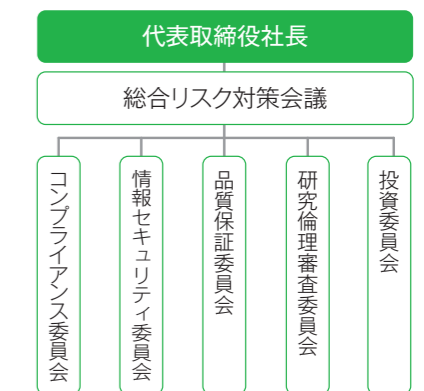 代表取締役社長
総合リスク対策会議
コンプライアンス委員会
情報セキュリティ委員会
品質保証委員会
研究倫理審査委員会
投資委員会